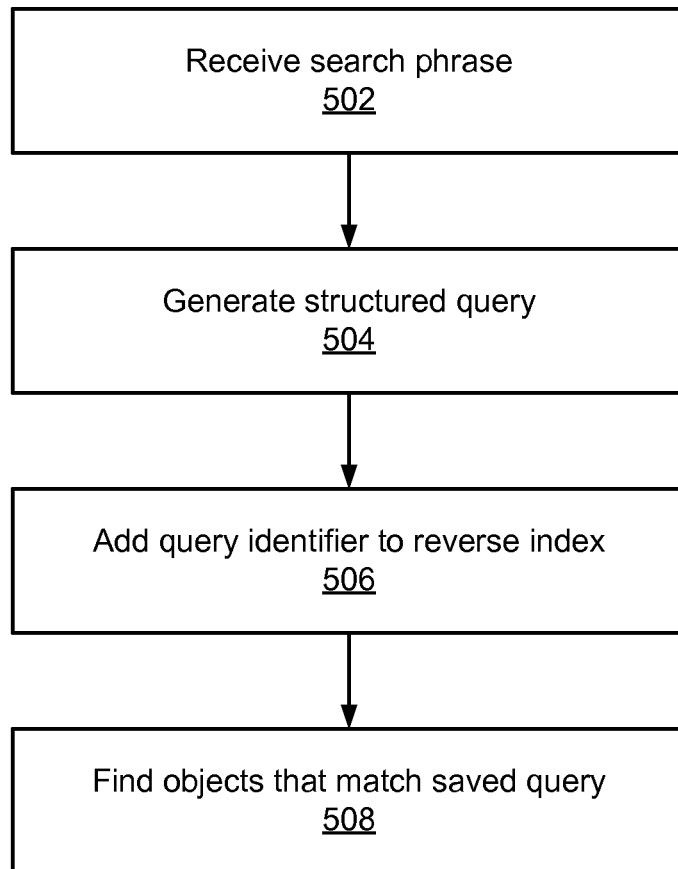 Receive search phrase
502
Generate structured query
504
Add query identifier to reverse index
506
Find objects that match saved query
508